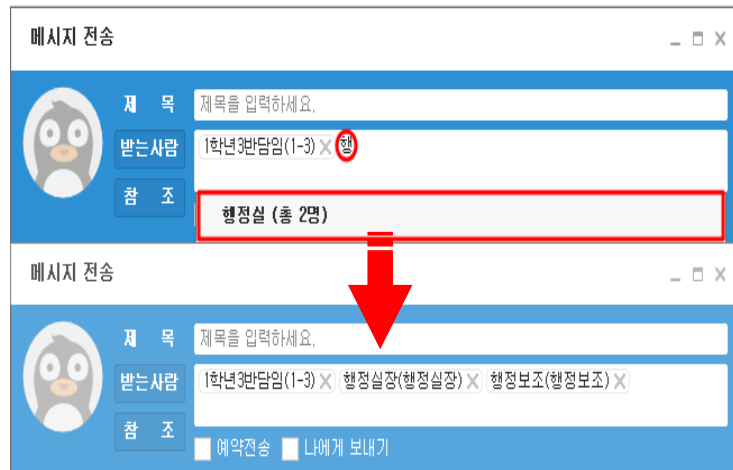 메시지 전송
제 목 제목을 입력하세요.
받는사람 1학년3반담임(1-3) 행
참 조
행정실 (총 2명)
메시지 전송
제 목 제목을 입력하세요.
받는사람 1학년3반담임(1-3) 행정실장(행정실장) 행정보조(행정보조)
참 조
예약전송 나에게 보내기